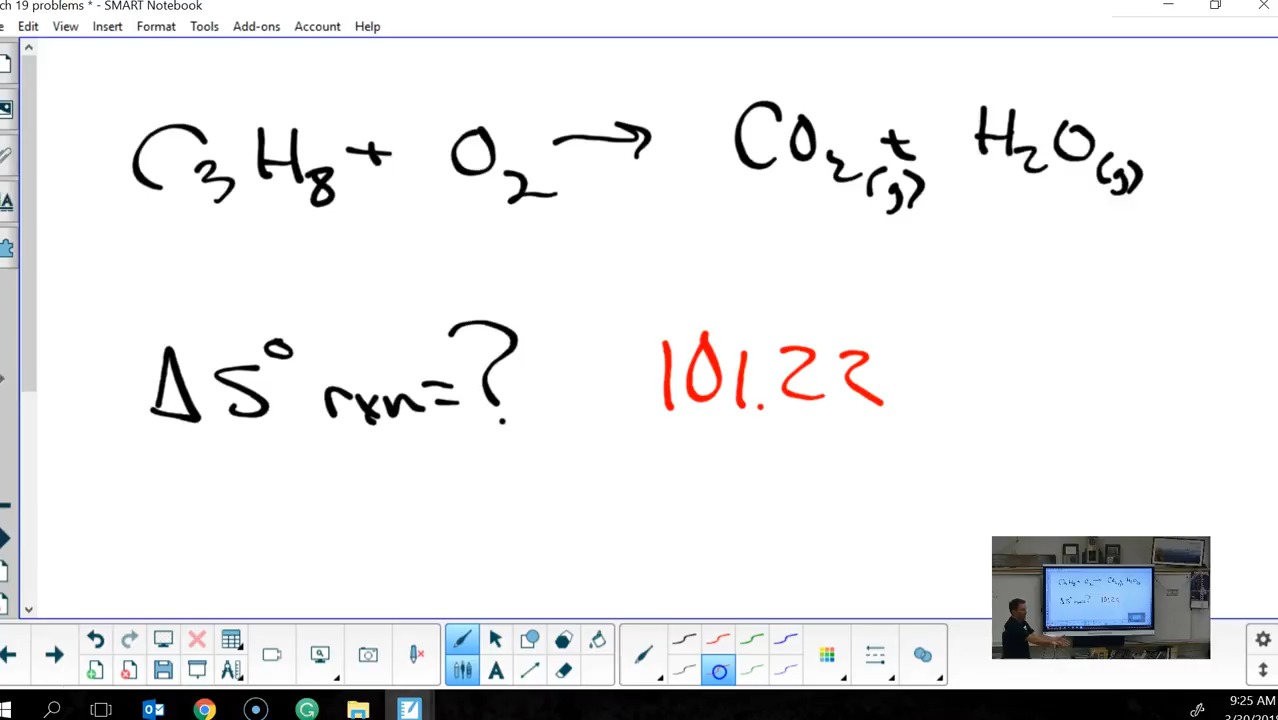 ch 19 problems * - SMART Notebook
Edit View Insert Format Tools Add-ons Account Help
C₃H₈ + O₂ → CO₂(g) + H₂O(g)
ΔS° rxn = ? 101.22
9:25 AM